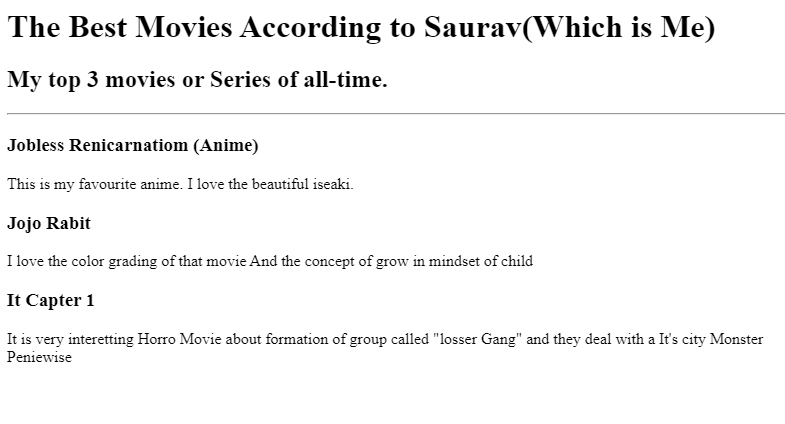 The Best Movies According to Saurav(Which is Me)
My top 3 movies or Series of all-time.
Jobless Renicarnatiom (Anime)
This is my favourite anime. I love the beautiful iseaki.
Jojo Rabit
I love the color grading of that movie And the concept of grow in mindset of child
It Capter 1
It is very interetting Horro Movie about formation of group called "losser Gang" and they deal with a It's city Monster
Peniewise